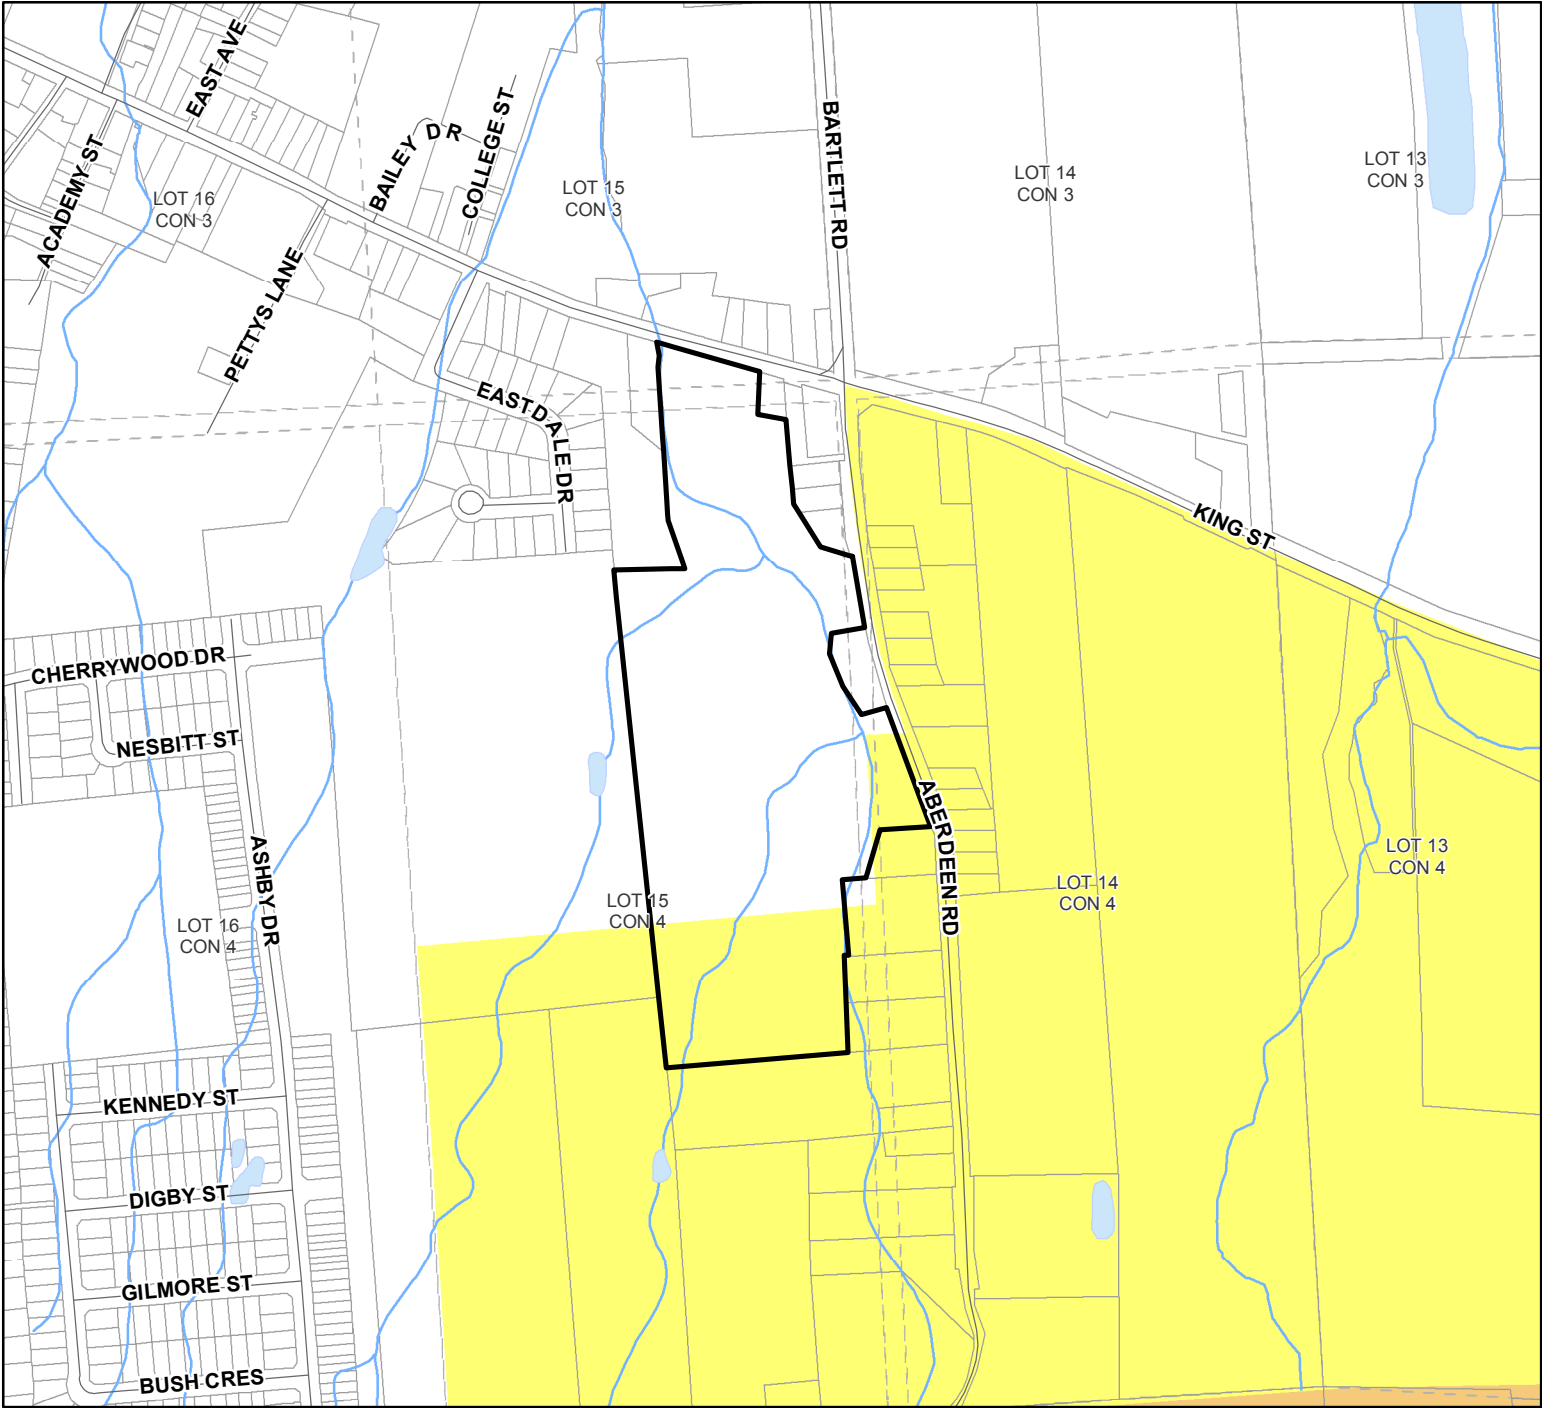 EAST AVE
ACADEMY ST
BAILEY DR
COLLEGE ST
BARTLETT RD
LOT 16
CON 3
LOT 15
CON 3
LOT 14
CON 3
LOT 13
CON 3
PETTYS LANE
EASTDALE DR
KING ST
CHERRYWOOD DR
NESBITT ST
ASHBY DR
ABERDEEN RD
LOT 16
CON 4
LOT 15
CON 4
LOT 14
CON 4
LOT 13
CON 4
KENNEDY ST
DIGBY ST
GILMORE ST
BUSH CRES